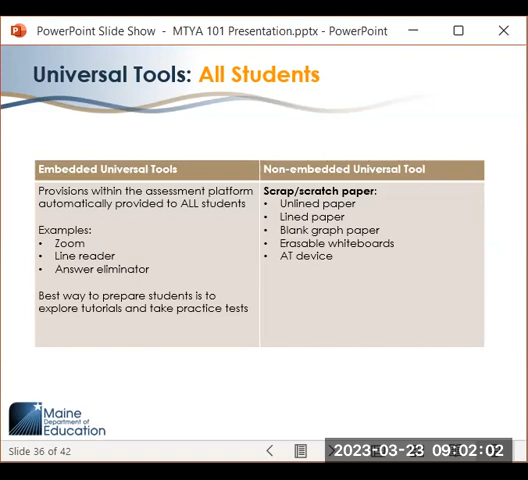 PowerPoint Slide Show - MTYA 101 Presentation.pptx - PowerPoint
Universal Tools: All Students
Embedded Universal Tools
Provisions within the assessment platform
automatically provided to ALL students
Examples:
• Zoom
• Line reader
• Answer eliminator
Best way to prepare students is to
explore tutorials and take practice tests
Non-embedded Universal Tool
Scrap/scratch paper:
• Unlined paper
• Lined paper
• Blank graph paper
• Erasable whiteboards
• AT device
Maine
Department of
Education
Slide 36 of 42
2023-03-23 09:02:02